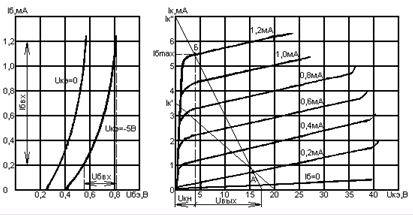 Iб,мА
1,2
1,0
0,8
0,6
0,4
0,2
0
0,2
0,4
0,6
0,8
Uбэ,В
Uкэ=0
Uкэ=-5В
Iбвх
Uбвх
Iк,мА
Iк"
6
5
4
3
2
1
0
Iбmax
Iк'
Б
А
1,2мА
1,0мА
0,8мА
0,6мА
0,4мА
0,2мА
Iб=0
5
10
15
20
25
30
35
40
Uкэ,В
Uкн
Uвых